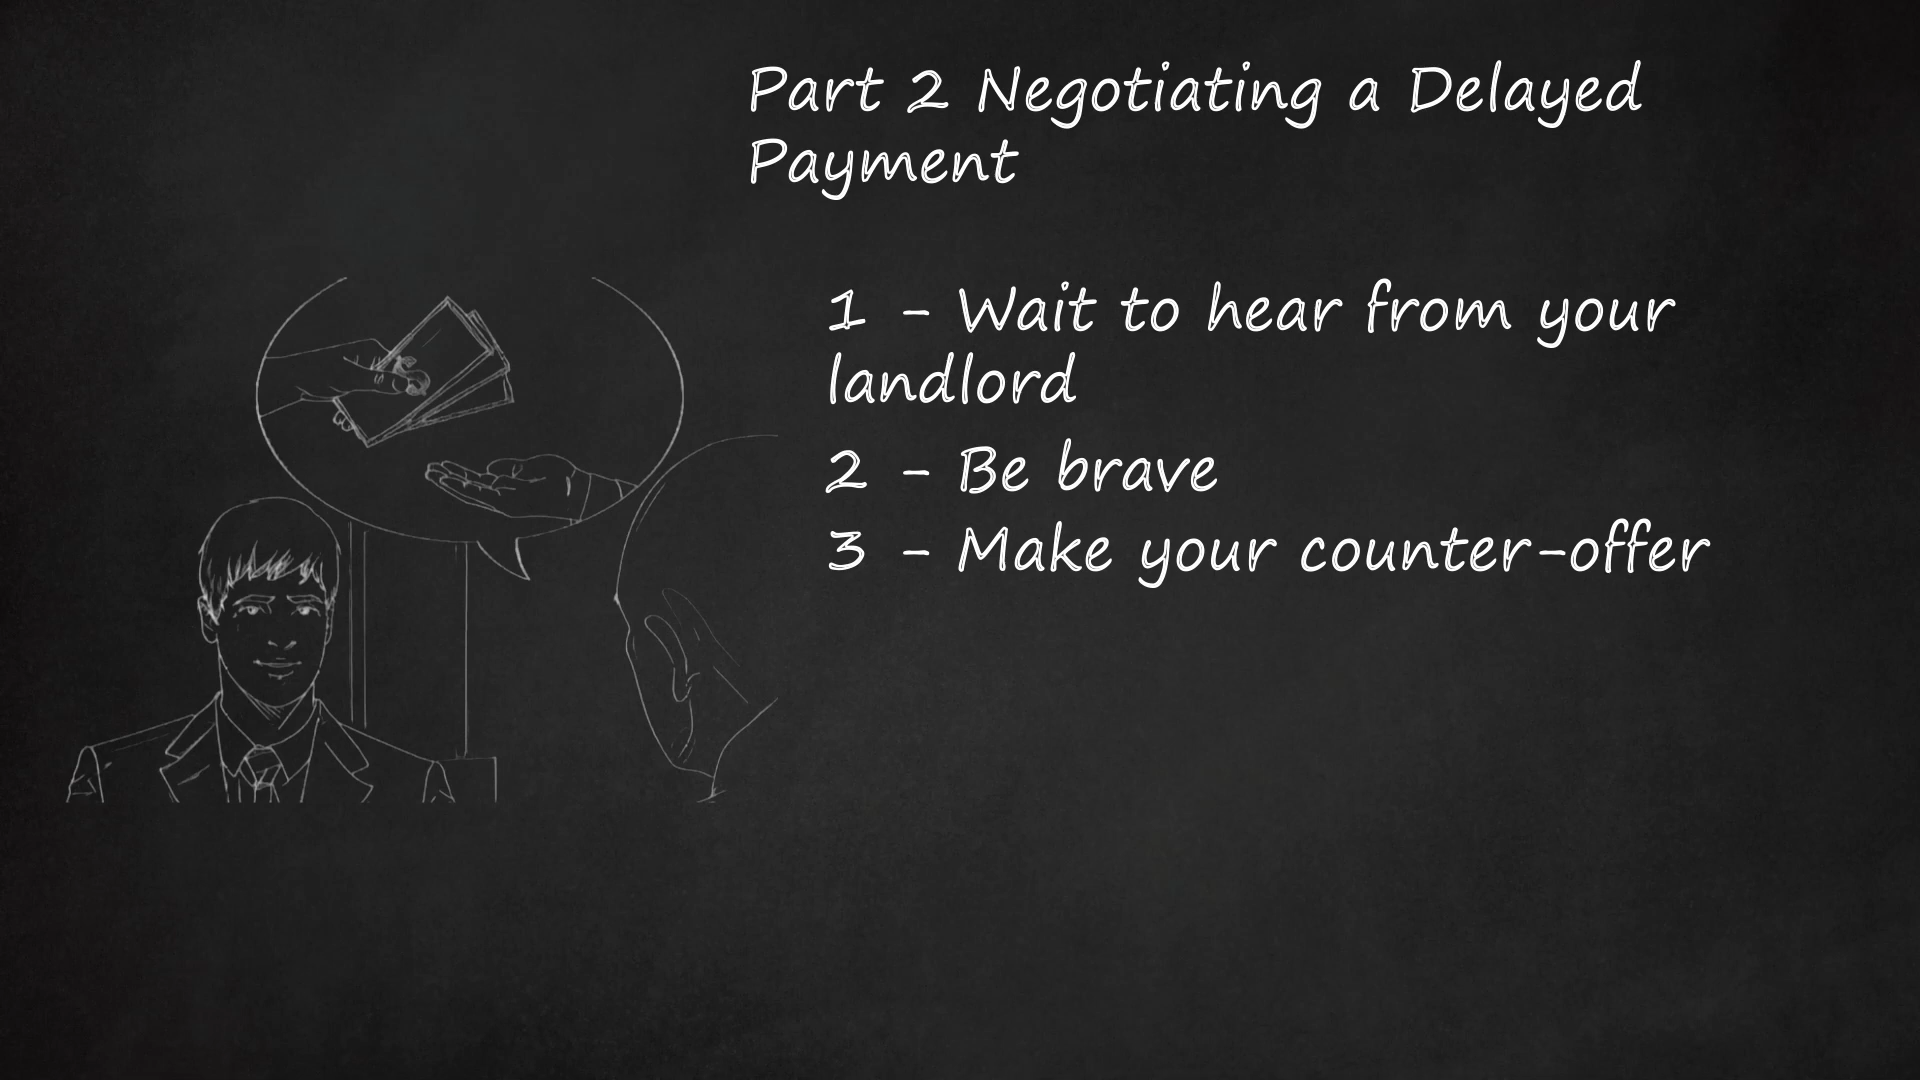 Part 2 Negotiating a Delayed
Payment
1 - Wait to hear from your
landlord
2 - Be brave
3 - Make your counter-offer